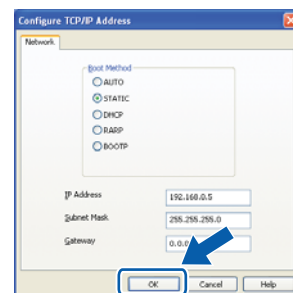 Configure TCP/IP Address
Network
Boot Method
AUTO
STATIC
DHCP
RARP
BOOTP
IP Address 192.168.0.5
Subnet Mask 255.255.255.0
Gateway 0.0.0
OK Cancel Help